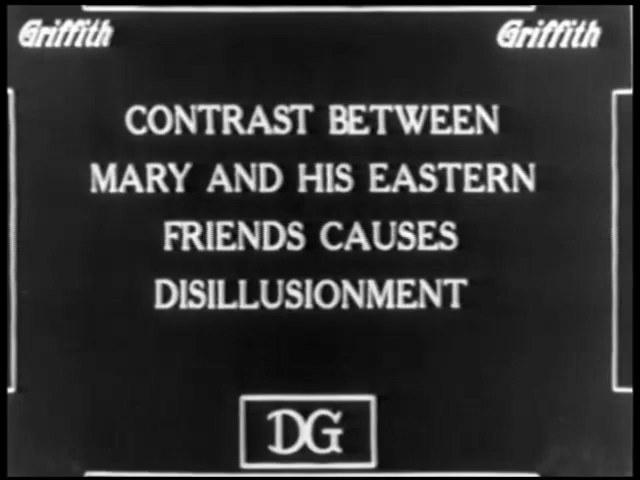 Griffith Griffith
CONTRAST BETWEEN
MARY AND HIS EASTERN
FRIENDS CAUSES
DISILLUSIONMENT
DG